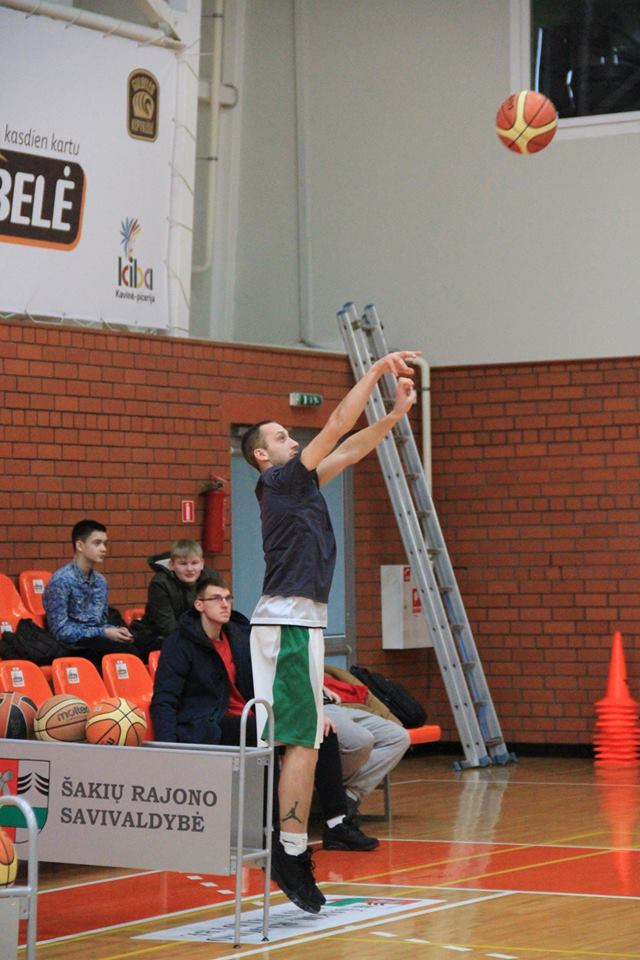 kasdien kartu
BELĖ
kiba
Kavinė-picerija
molten
ŠAKIŲ RAJONO
SAVIVALDYBĖ